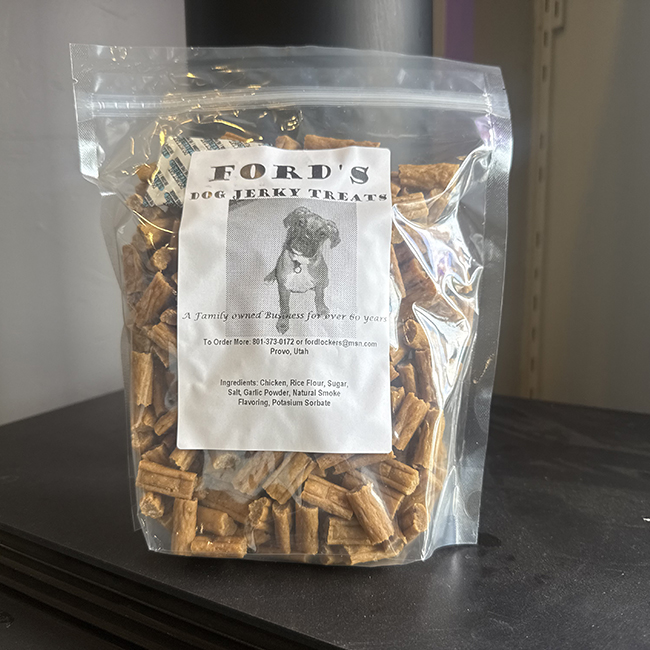 FORD'S
DOG JERKY TREATS
A Family owned Business for over 60 years
To Order More: 801-373-0172 or fordlockers@msn.com
Provo, Utah
Ingredients: Chicken, Rice Flour, Sugar,
Salt, Garlic Powder, Natural Smoke
Flavoring, Potasium Sorbate